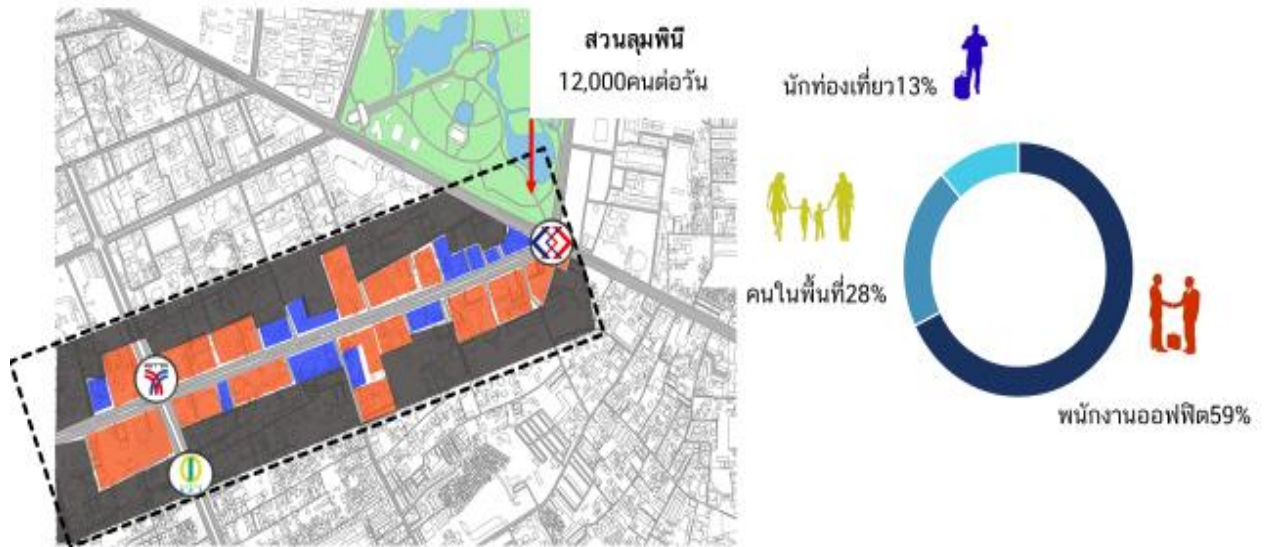 สวนลุมพินี
12,000คนต่อวัน
นักท่องเที่ยว13%
คนในพื้นที่28%
พนักงานออฟฟิต59%